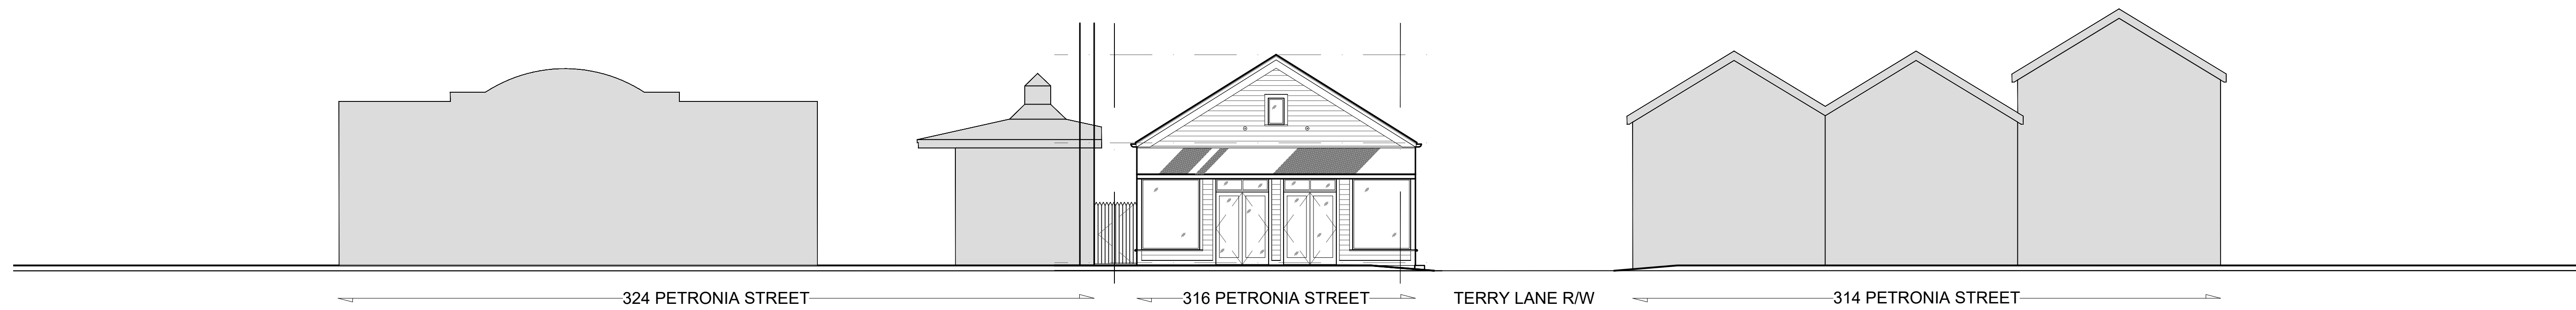 324 PETRONIA STREET
316 PETRONIA STREET
TERRY LANE R/W
314 PETRONIA STREET